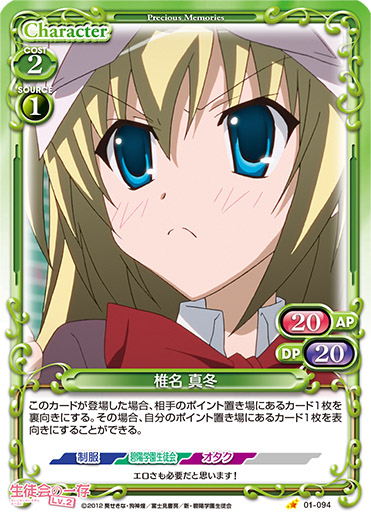 Precious Memories
Character
COST
2
SOURCE
1
20 AP
DP 20
椎名 真冬
このカードが登場した場合、相手のポイント置き場にあるカード1枚を
裏向きにする。その場合、自分のポイント置き場にあるカード1枚を表
向きにすることができる。
制服 碧陽学園生徒会 オタク
エロさも必要だと思います!
生徒会の一存
Lv.2
©2012 葵せきな・狗神煌/富士見書房/新・碧陽学園生徒会
01-094